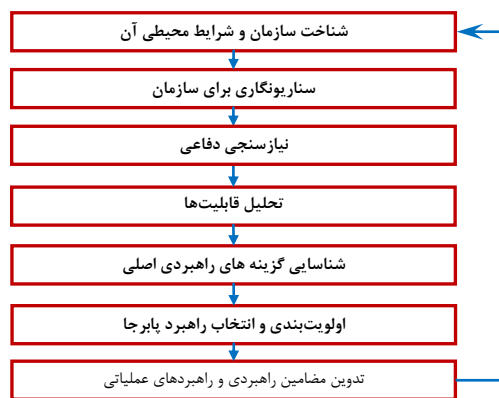 شناخت سازمان و شرایط محیطی آن
سناریونگاری برای سازمان
نیازسنجی دفاعی
تحلیل قابلیت‌ها
شناسایی گزینه های راهبردی اصلی
اولویت‌بندی و انتخاب راهبرد پابرجا
تدوین مضامین راهبردی و راهبردهای عملیاتی